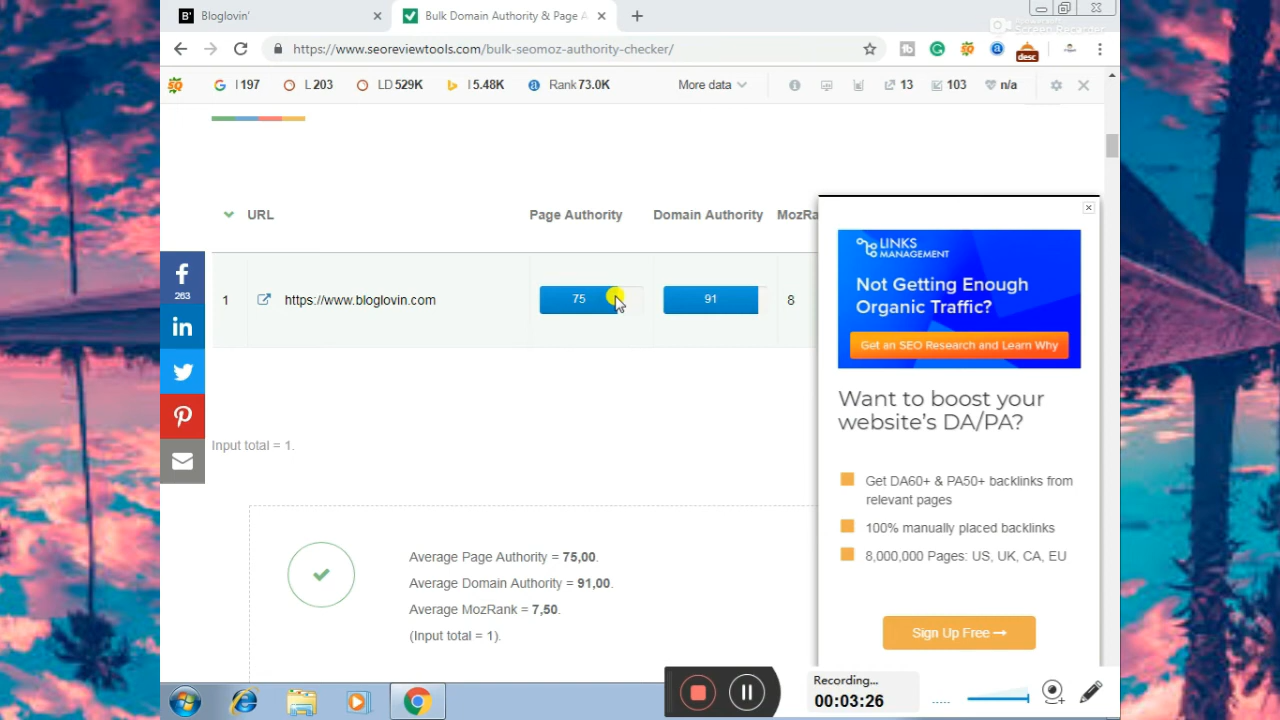 B' Bloglovin'
Bulk Domain Authority & Page A
Screen Recorder
https://www.seoreviewtools.com/bulk-seomoz-authority-checker/
desc
SQ I 197 L 203 LD 529K I 5.48K Rank 73.0K More data 13 103 n/a
URL Page Authority Domain Authority MozRa
1 https://www.bloglovin.com 75 91 8
263
Input total = 1.
Average Page Authority = 75,00.
Average Domain Authority = 91,00.
Average MozRank = 7,50.
(Input total = 1).
LINKS
MANAGEMENT
Not Getting Enough
Organic Traffic?
Get an SEO Research and Learn Why
Want to boost your
website's DA/PA?
Get DA60+ & PA50+ backlinks from
relevant pages
100% manually placed backlinks
8,000,000 Pages: US, UK, CA, EU
Sign Up Free →
Recording...
00:03:26